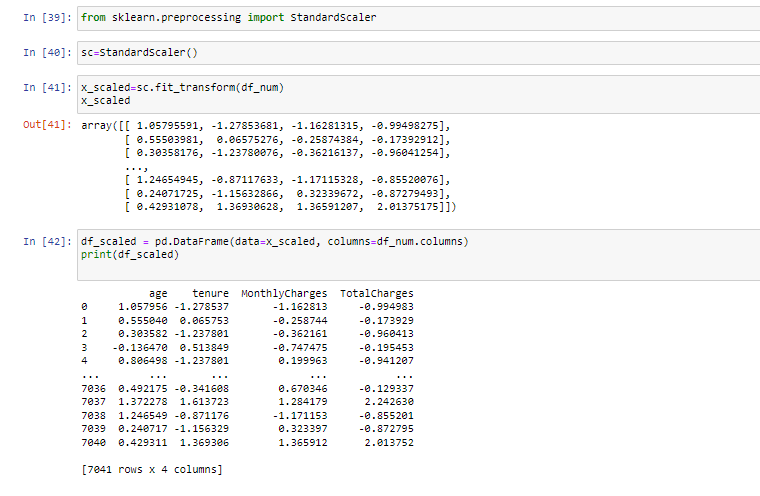 In [39]: from sklearn.preprocessing import StandardScaler
In [40]: sc=StandardScaler()
In [41]: x_scaled=sc.fit_transform(df_num)
x_scaled
Out[41]: array([[ 1.05795591, -1.27853681, -1.16281315, -0.99498275],
[ 0.55503981, 0.06575276, -0.25874384, -0.17392912],
[ 0.30358176, -1.23780076, -0.36216137, -0.96041254],
...,
[ 1.24654945, -0.87117633, -1.17115328, -0.85520076],
[ 0.24071725, -1.15632866, 0.32339672, -0.87279493],
[ 0.42931078, 1.36930628, 1.36591207, 2.01375175]])
In [42]: df_scaled = pd.DataFrame(data=x_scaled, columns=df_num.columns)
print(df_scaled)
age tenure MonthlyCharges TotalCharges
0 1.057956 -1.278537 -1.162813 -0.994983
1 0.555040 0.065753 -0.258744 -0.173929
2 0.303582 -1.237801 -0.362161 -0.960413
3 -0.136470 0.513849 -0.747475 -0.195453
4 0.806498 -1.237801 0.199963 -0.941207
... ... ... ... ...
7036 0.492175 -0.341608 0.670346 -0.129337
7037 1.372278 1.613723 1.284179 2.242630
7038 1.246549 -0.871176 -1.171153 -0.855201
7039 0.240717 -1.156329 0.323397 -0.872795
7040 0.429311 1.369306 1.365912 2.013752
[7041 rows x 4 columns]